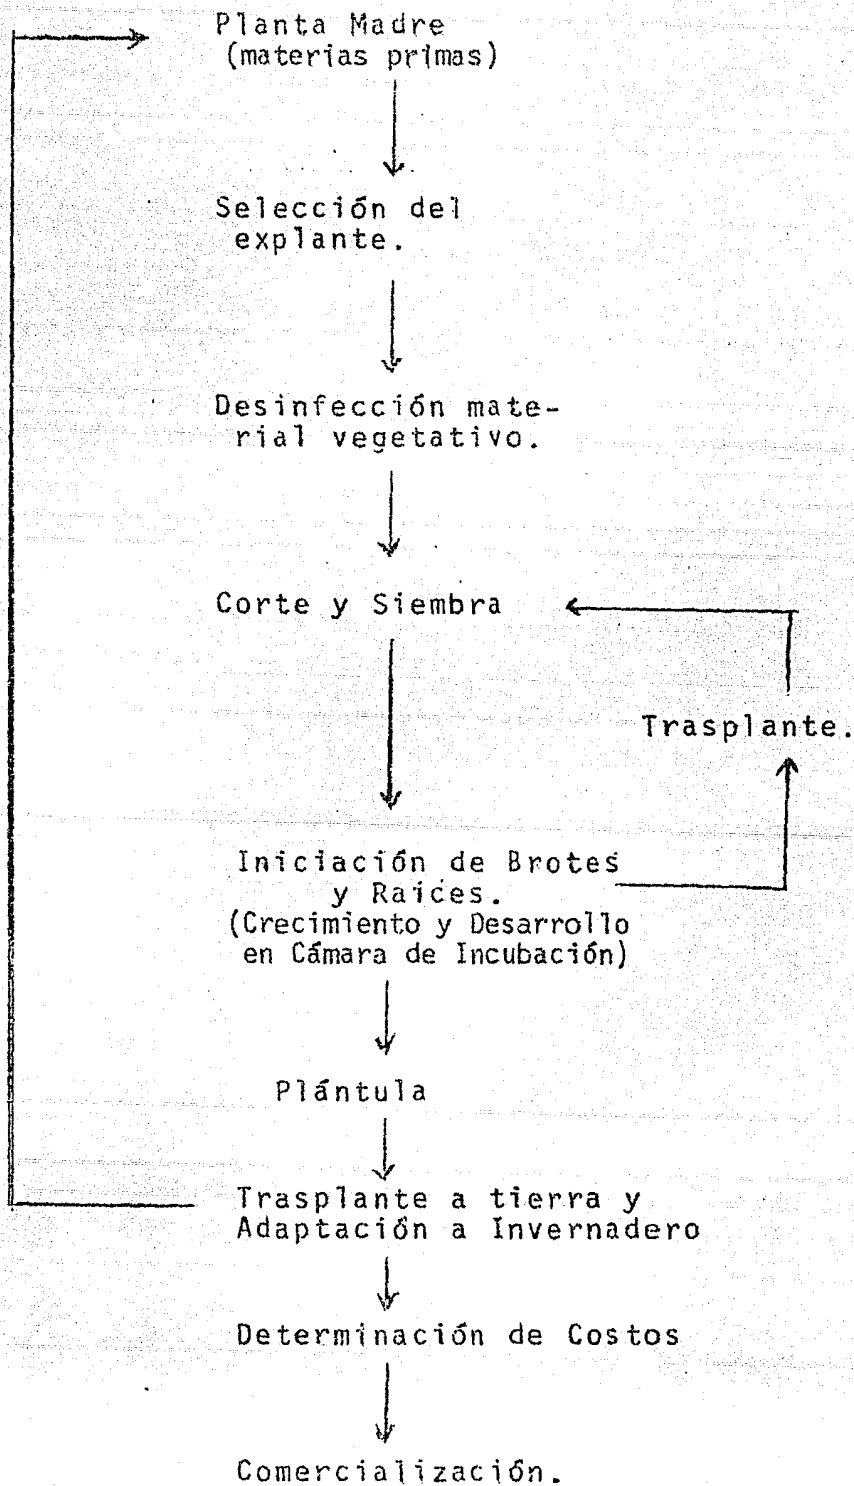 Planta Madre
(materias primas)
Selección del
explante.
Desinfección mate-
rial vegetativo.
Corte y Siembra
Trasplante.
Iniciación de Brotes
y Raices.
(Crecimiento y Desarrollo
en Cámara de Incubación)
Plántula
Trasplante a tierra y
Adaptación a Invernadero
Determinación de Costos
Comercialización.